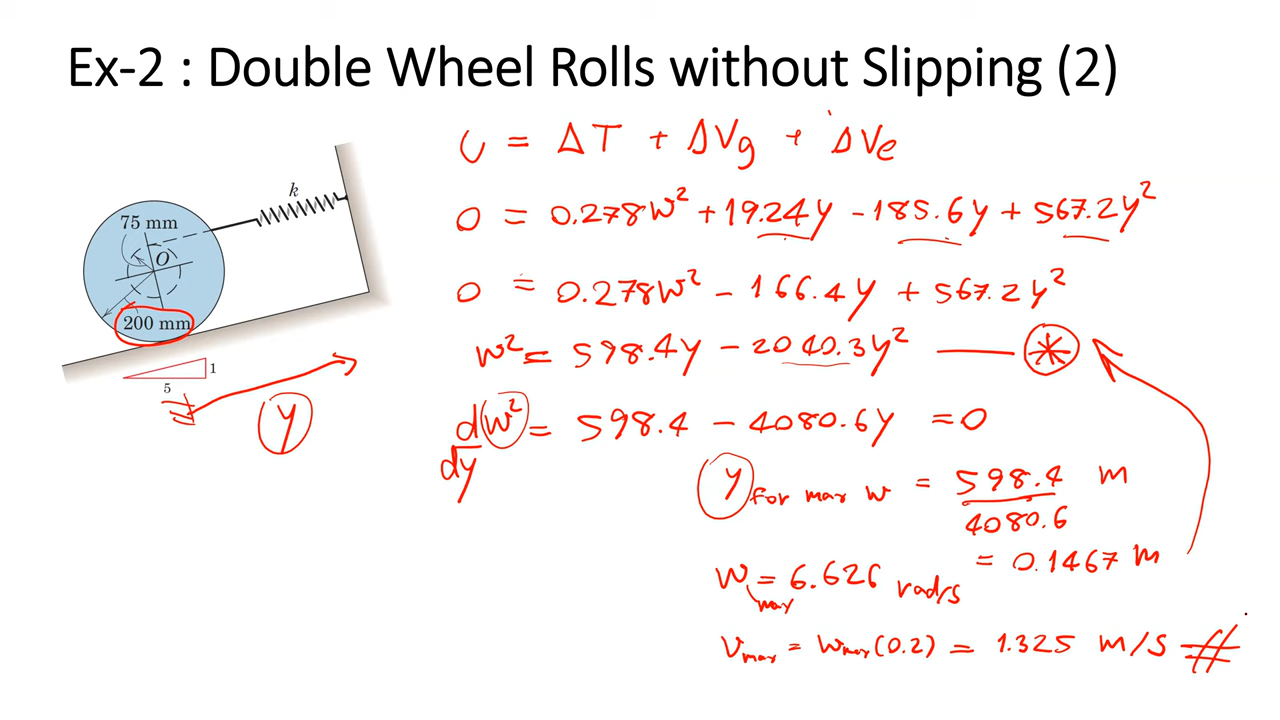 Ex-2 : Double Wheel Rolls without Slipping (2)
U = ΔT + ΔVg + ΔVe
0 = 0.278w² + 19.24y - 185.6y + 567.2y²
0 = 0.278w² - 166.4y + 567.2y²
w² = 598.4y - 2040.3y² —— *
d(w²)/dy = 598.4 - 4080.6y = 0
y for max w = 598.4/4080.6 m
= 0.1467 m
w max = 6.626 rad/s
Vmax = wmax(0.2) = 1.325 m/s #
k
75 mm
O
200 mm
1
5
y